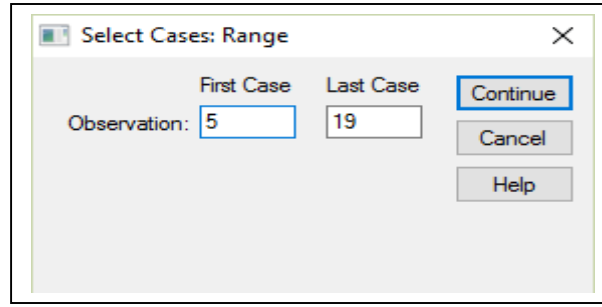 Select Cases: Range
First Case Last Case
Observation: 5 19
Continue
Cancel
Help